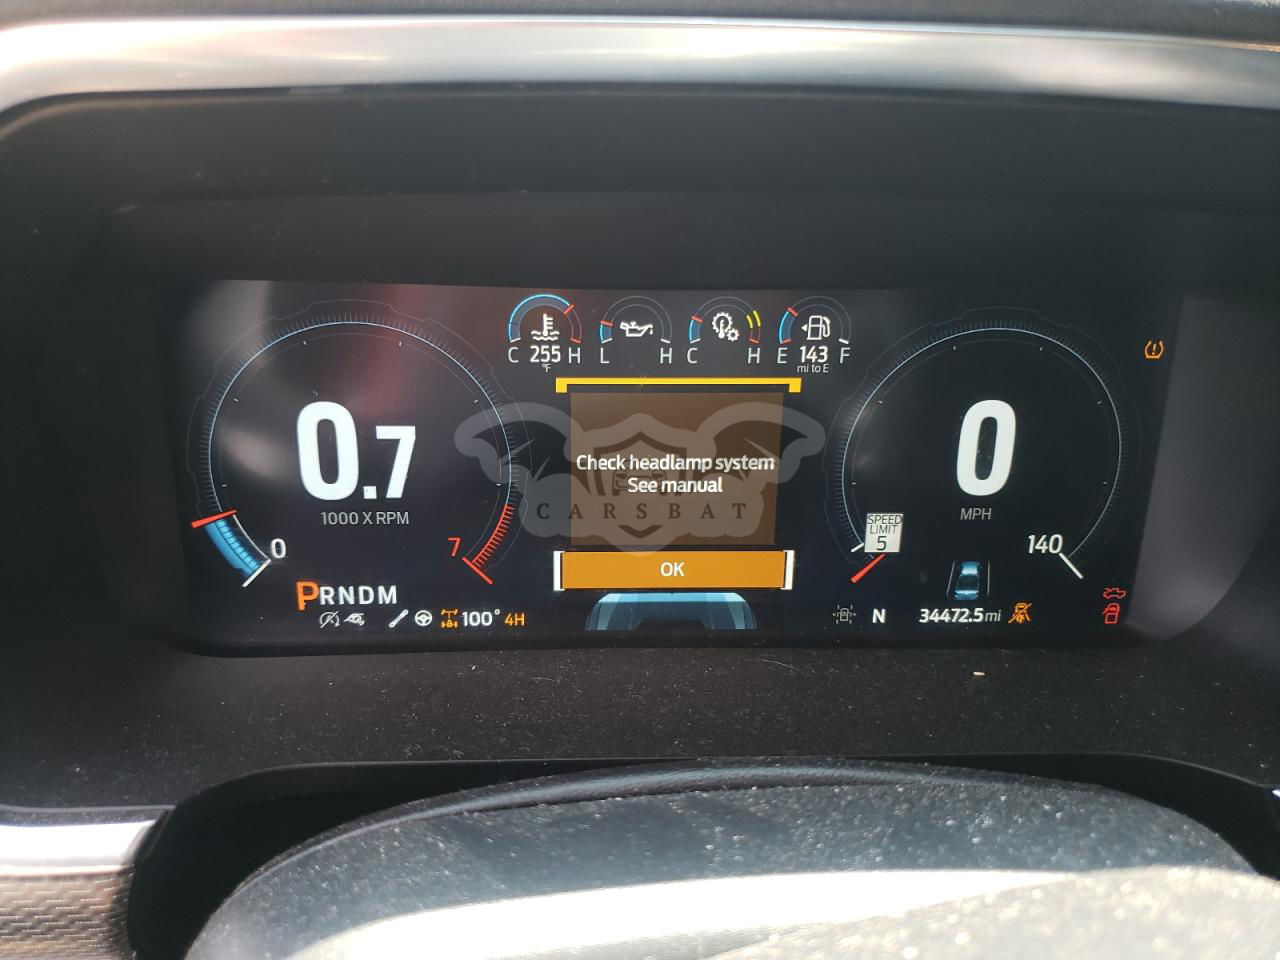 C 255 H
°F
L H
C H
E 143 F
mi to E
0.7
1000 X RPM
0
7
Check headlamp system
See manual
CARSBAT
OK
0
MPH
SPEED
LIMIT
5
140
PRNDM
100° 4H
N
34472.5 mi